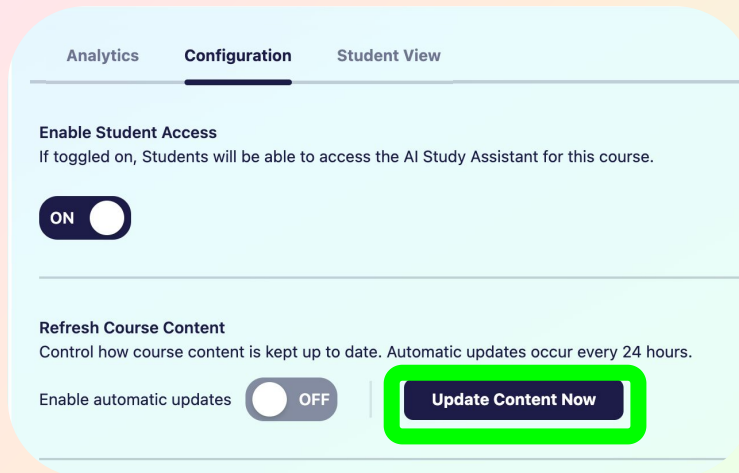 Analytics Configuration Student View
Enable Student Access
If toggled on, Students will be able to access the AI Study Assistant for this course.
ON
Refresh Course Content
Control how course content is kept up to date. Automatic updates occur every 24 hours.
Enable automatic updates OFF Update Content Now